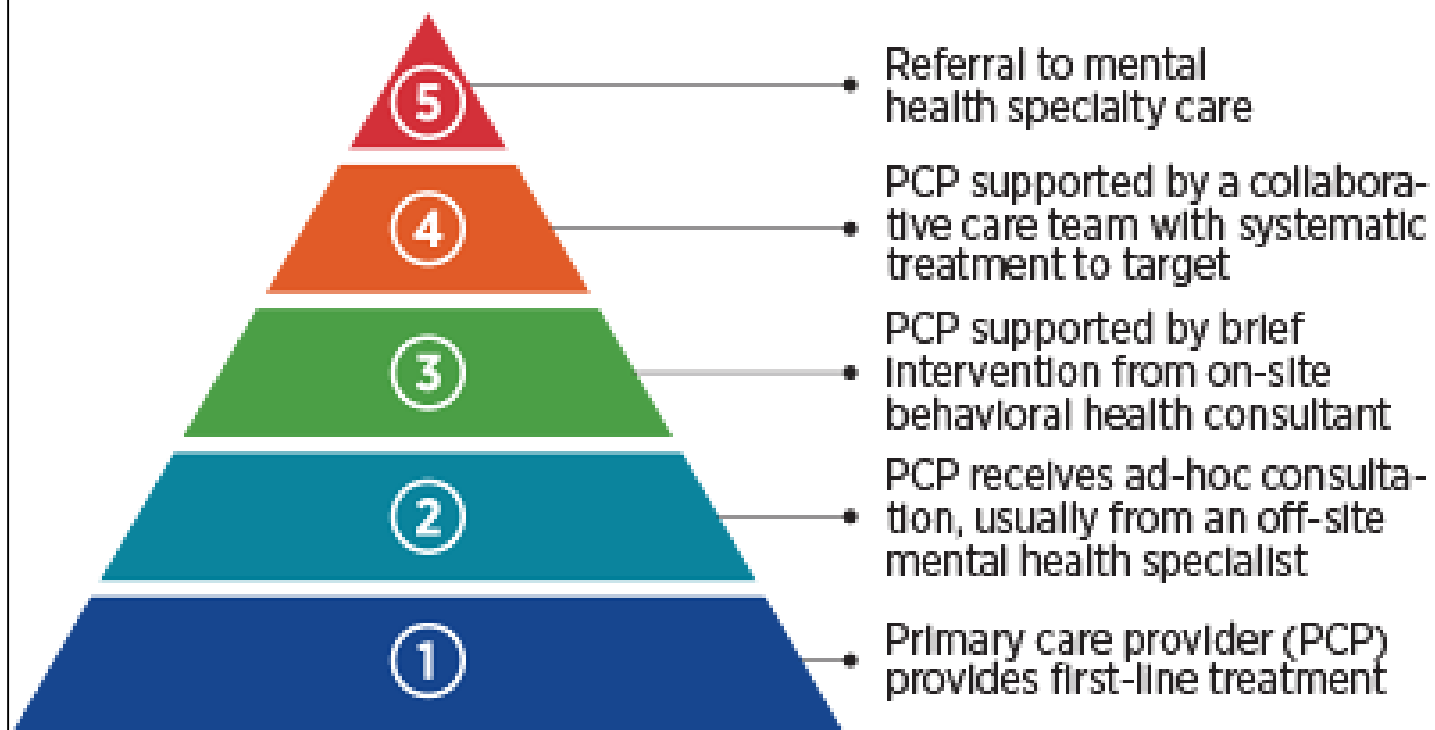 5
Referral to mental
health specialty care
4
PCP supported by a collabora-
tive care team with systematic
treatment to target
3
PCP supported by brief
intervention from on-site
behavioral health consultant
2
PCP receives ad-hoc consulta-
tion, usually from an off-site
mental health specialist
1
Primary care provider (PCP)
provides first-line treatment